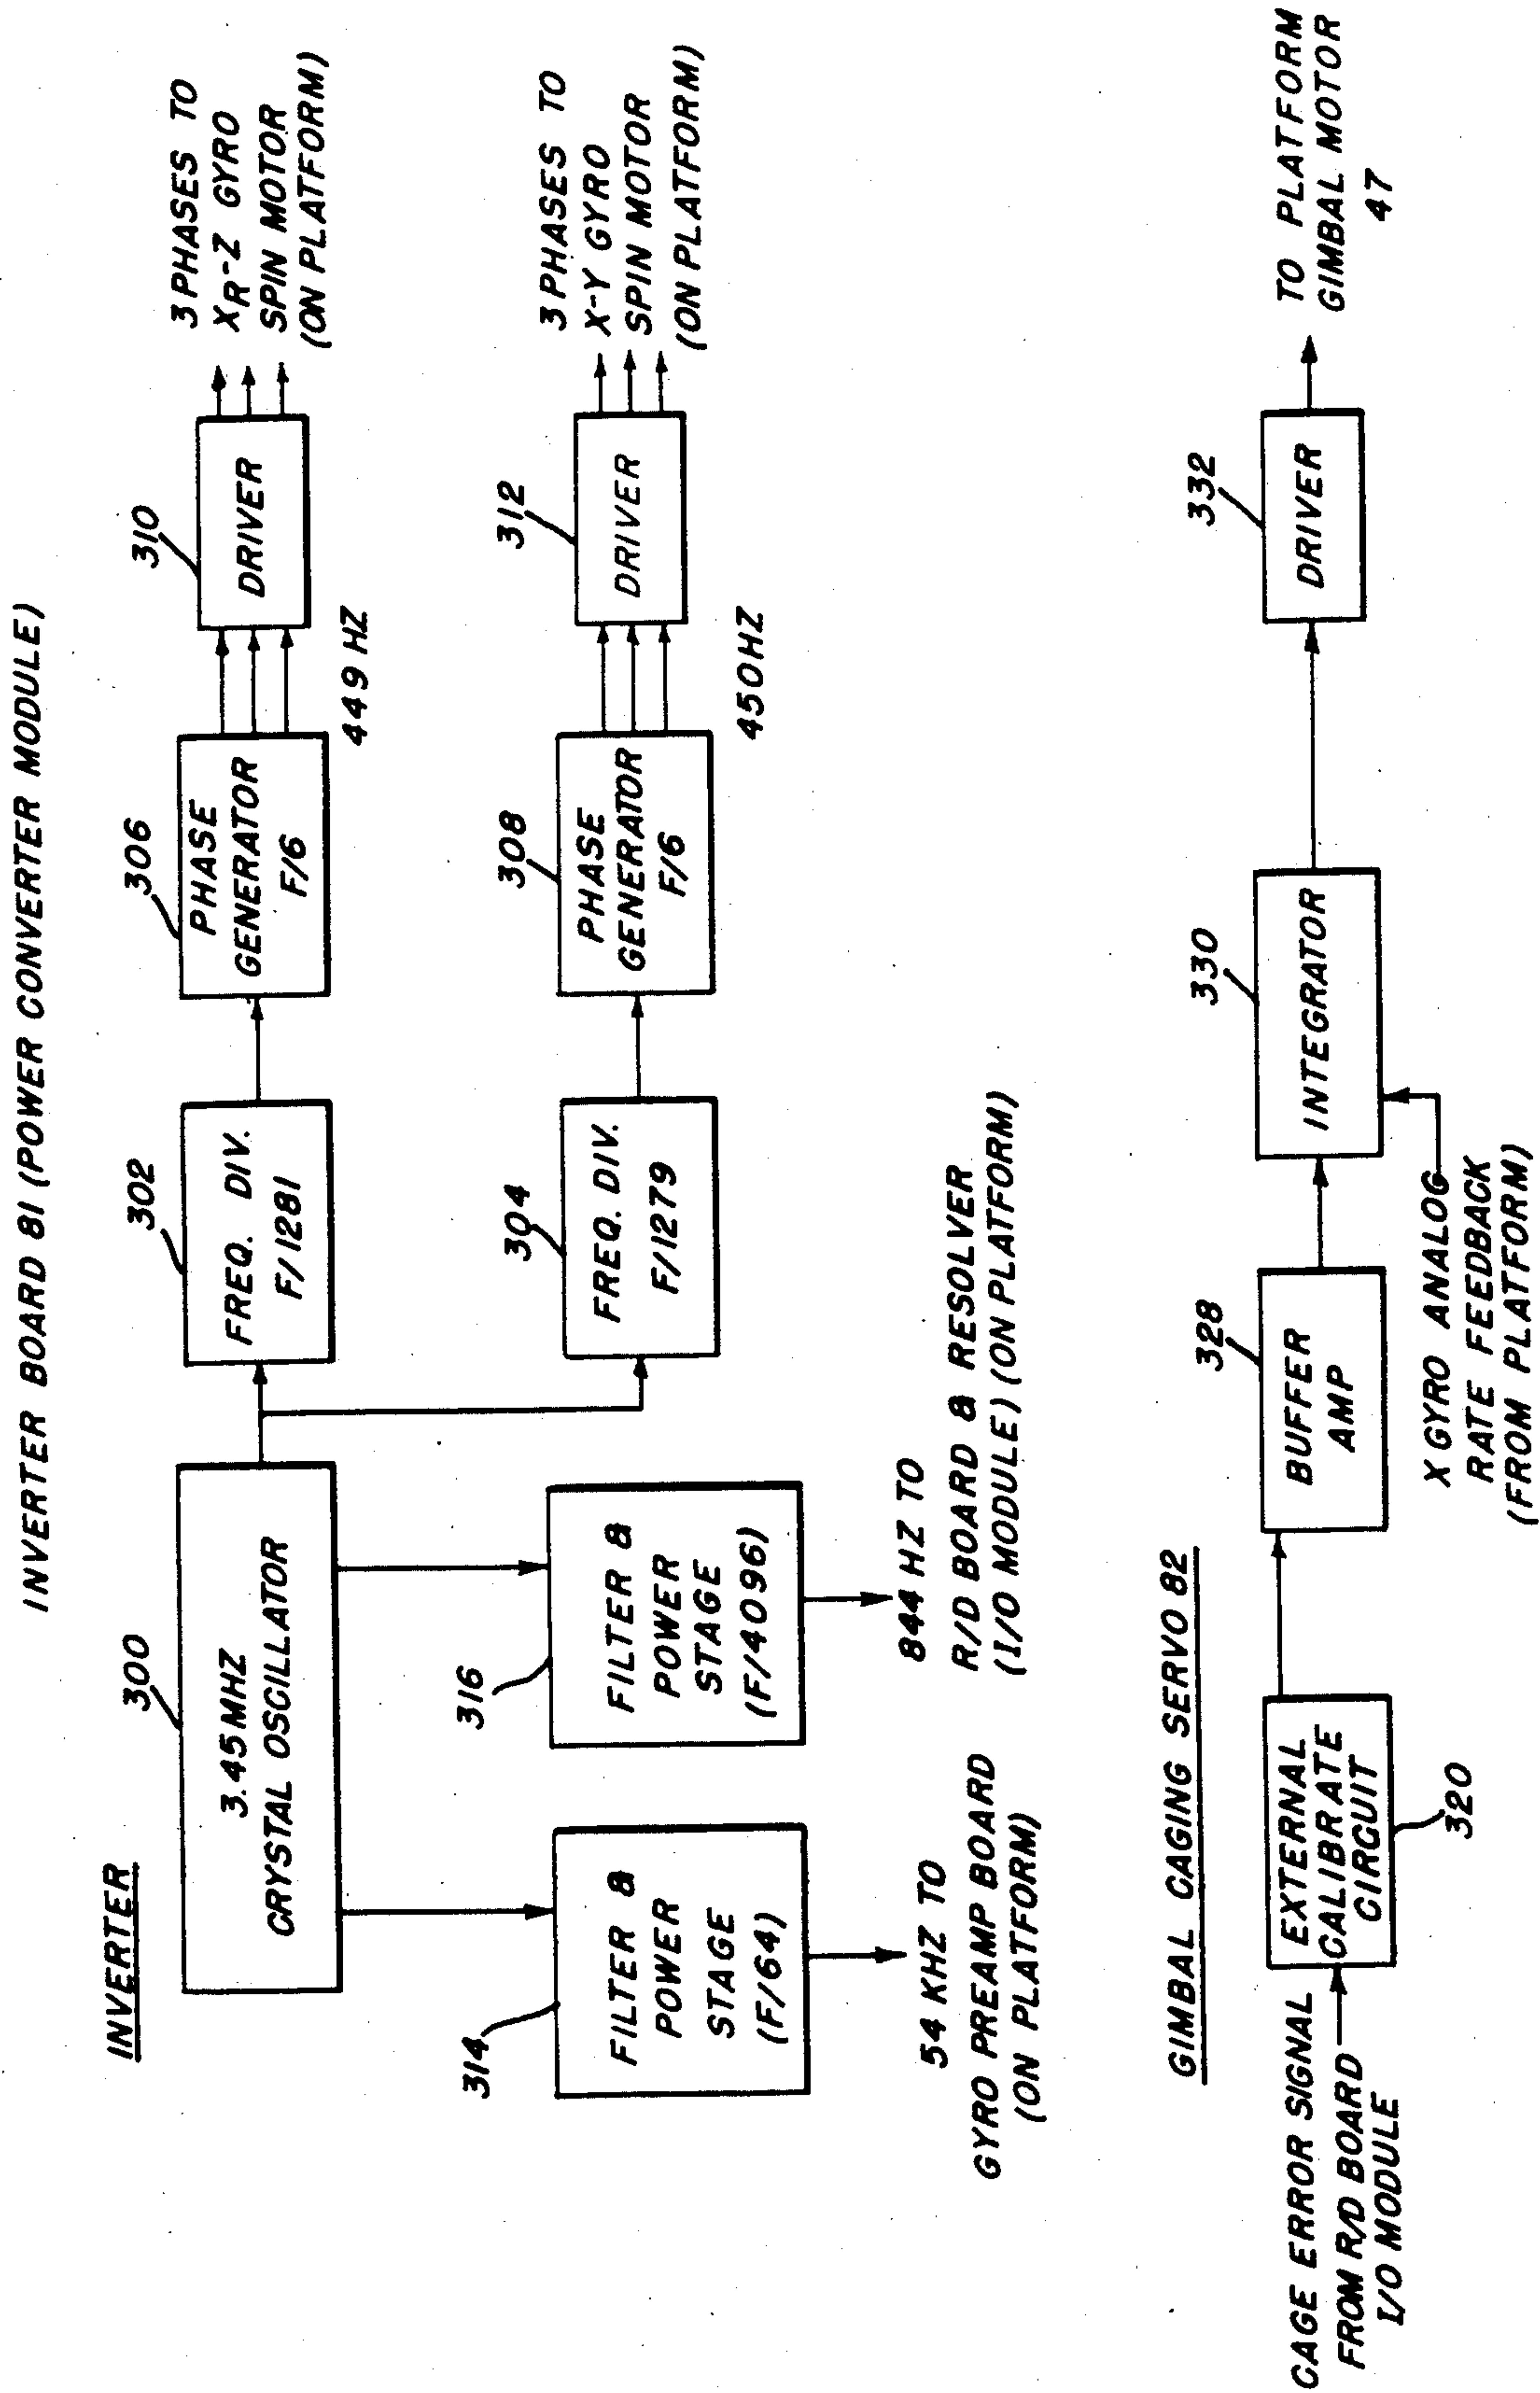 INVERTER BOARD 81 (POWER CONVERTER MODULE)
INVERTER
300
3.45MHZ
CRYSTAL OSCILLATOR
302
FREQ. DIV.
F/1281
306
PHASE
GENERATOR
F/6
449 HZ
310
DRIVER
3 PHASES TO
XR-Z GYRO
SPIN MOTOR
(ON PLATFORM)
304
FREQ. DIV.
F/1279
308
PHASE
GENERATOR
F/6
450HZ
312
DRIVER
3 PHASES TO
X-Y GYRO
SPIN MOTOR
(ON PLATFORM)
314
FILTER &
POWER
STAGE
(F/64)
54 KHZ TO
GYRO PREAMP BOARD
(ON PLATFORM)
316
FILTER &
POWER
STAGE
(F/4096)
844 HZ TO
R/D BOARD & RESOLVER
(I/O MODULE) (ON PLATFORM)
GIMBAL CAGING SERVO 82
CAGE ERROR SIGNAL
FROM R/D BOARD
I/O MODULE
EXTERNAL
CALIBRATE
CIRCUIT
320
328
BUFFER
AMP
330
INTEGRATOR
X GYRO ANALOG
RATE FEEDBACK
(FROM PLATFORM)
332
DRIVER
TO PLATFORM
GIMBAL MOTOR
47